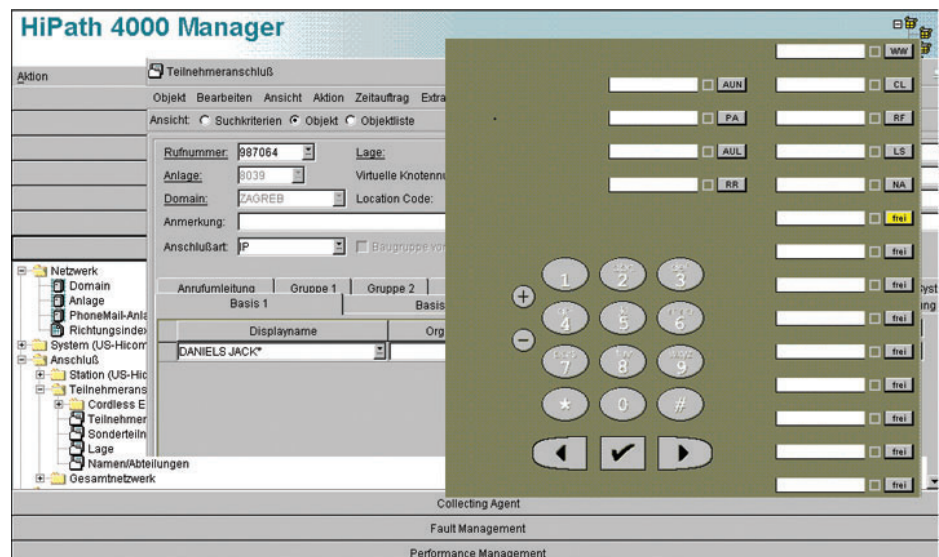 HiPath 4000 Manager
Aktion
Teilnehmeranschluß
Objekt Bearbeiten Ansicht Aktion Zeitauftrag Extra
Ansicht: Suchkriterien Objekt Objektliste
Rufnummer: 987064 Lage:
Anlage: 8039 Virtuelle Knotennu
Domain: ZAGREB Location Code:
Anmerkung:
Anschlußart: IP Baugruppe vor
Anrufumleitung Gruppe 1 Gruppe 2
Basis 1 Basis
Displayname Org
DANIELS JACK*
Netzwerk
Domain
Anlage
PhoneMail-Anla
Richtungsindex
System (US-Hicom
Anschluß
Station (US-Hic
Teilnehmerans
Cordless E
Teilnehmer
Sonderteiln
Lage
Namen/Abteilungen
Gesamtnetzwerk
WW
AUN CL
PA RF
AUL LS
RR NA
frei
frei
frei
frei
frei
frei
frei
frei
frei
1 2 3
+
4 5 6
−
7 8 9
* 0 #
yst
ng
Collecting Agent
Fault Management
Performance Management